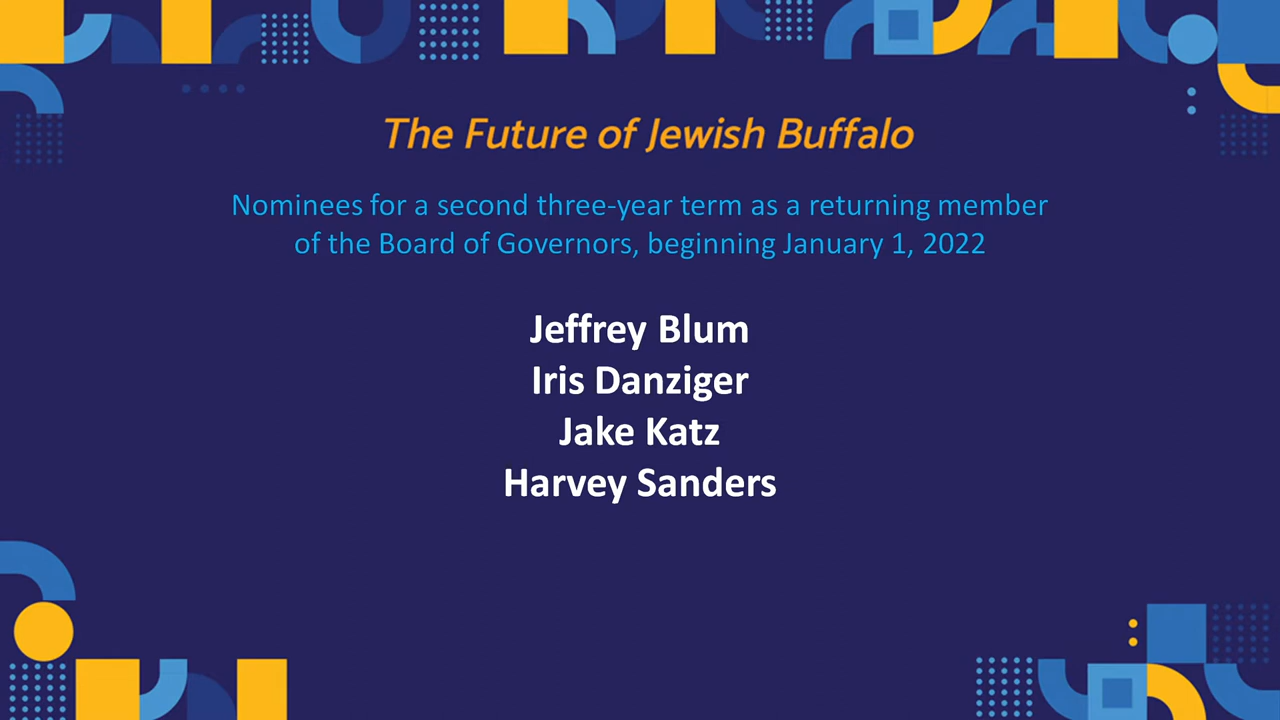 The Future of Jewish Buffalo
Nominees for a second three-year term as a returning member
of the Board of Governors, beginning January 1, 2022
Jeffrey Blum
Iris Danziger
Jake Katz
Harvey Sanders